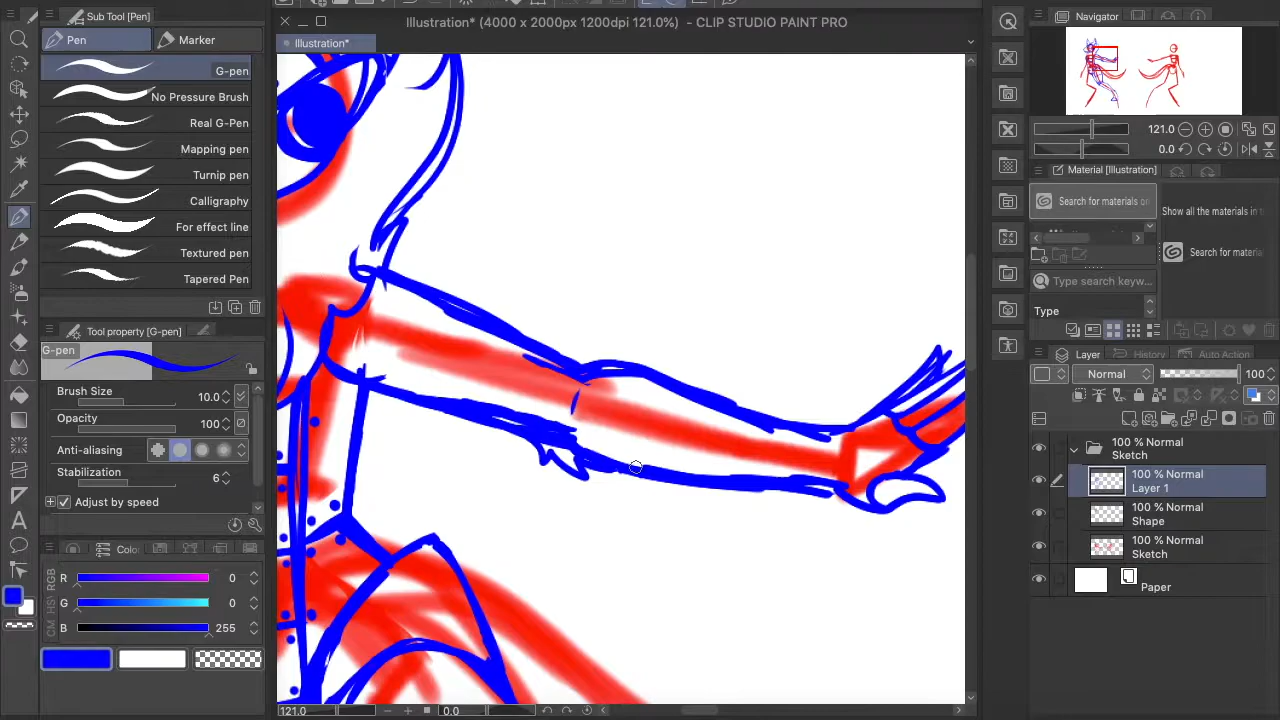 Illustration* (4000 x 2000px 1200dpi 121.0%) - CLIP STUDIO PAINT PRO
Sub Tool [Pen]
Pen
Marker
G-pen
No Pressure Brush
Real G-Pen
Mapping pen
Turnip pen
Calligraphy
For effect line
Textured pen
Tapered Pen
Tool property [G-pen]
G-pen
Brush Size 10.0
Opacity 100
Anti-aliasing
Stabilization 6
Adjust by speed
Colo
RGB
R 0
G 0
B 255
Illustration*
121.0
0.0
Navigator
121.0
0.0
Material [Illustration]
Search for materials on
Show all the materials in t
Search for materia
Type search keyw...
Type
Layer
History
Auto Action
Normal
100
100 % Normal
Sketch
100 % Normal
Layer 1
100 % Normal
Shape
100 % Normal
Sketch
Paper